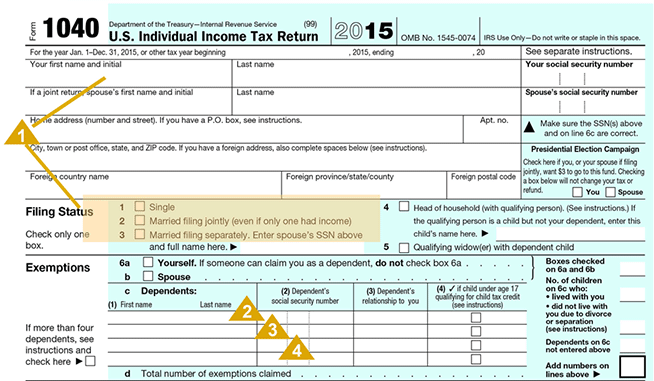 Form 1040 Department of the Treasury—Internal Revenue Service (99)
U.S. Individual Income Tax Return 2015 OMB No. 1545-0074 IRS Use Only—Do not write or staple in this space.
For the year Jan. 1–Dec. 31, 2015, or other tax year beginning , 2015, ending , 20 See separate instructions.
Your first name and initial Last name Your social security number
If a joint return, spouse's first name and initial Last name Spouse's social security number
1
Home address (number and street). If you have a P.O. box, see instructions. Apt. no.
▲ Make sure the SSN(s) above
and on line 6c are correct.
City, town or post office, state, and ZIP code. If you have a foreign address, also complete spaces below (see instructions).
Foreign country name Foreign province/state/county Foreign postal code
Presidential Election Campaign
Check here if you, or your spouse if filing
jointly, want $3 to go to this fund. Checking
a box below will not change your tax or
refund. You Spouse
Filing Status
Check only one
box.
1 Single
2 Married filing jointly (even if only one had income)
3 Married filing separately. Enter spouse's SSN above
and full name here. ▶
4 Head of household (with qualifying person). (See instructions.) If
the qualifying person is a child but not your dependent, enter this
child's name here. ▶
5 Qualifying widow(er) with dependent child
Exemptions
6a Yourself. If someone can claim you as a dependent, do not check box 6a . . . . .
b Spouse . . . . . . . . . . . . . . . . . . . . . . . .
c Dependents:
(1) First name Last name
(2) Dependent's
social security number
(3) Dependent's
relationship to you
(4) ✓ if child under age 17
qualifying for child tax credit
(see instructions)
2
3
4
If more than four
dependents, see
instructions and
check here ▶
d Total number of exemptions claimed . . . . . . . . . . . . . . . . .
Boxes checked
on 6a and 6b
No. of children
on 6c who:
• lived with you
• did not live with
you due to divorce
or separation
(see instructions)
Dependents on 6c
not entered above
Add numbers on
lines above ▶